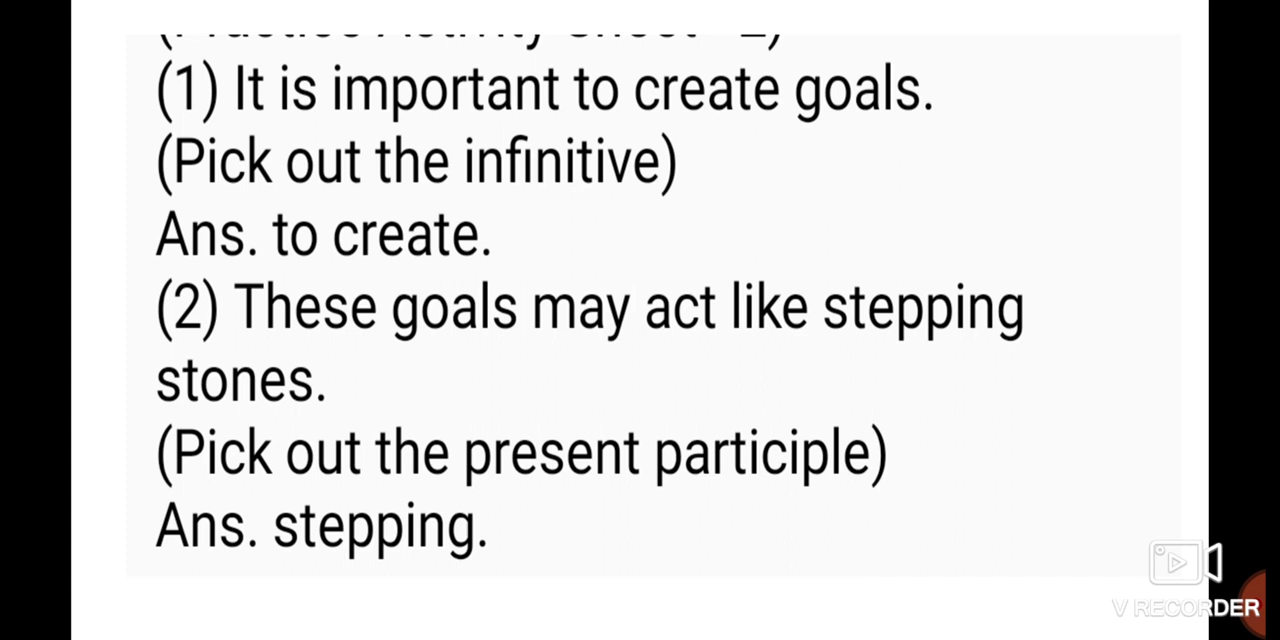 (1) It is important to create goals.
(Pick out the infinitive)
Ans. to create.
(2) These goals may act like stepping
stones.
(Pick out the present participle)
Ans. stepping.
V RECORDER